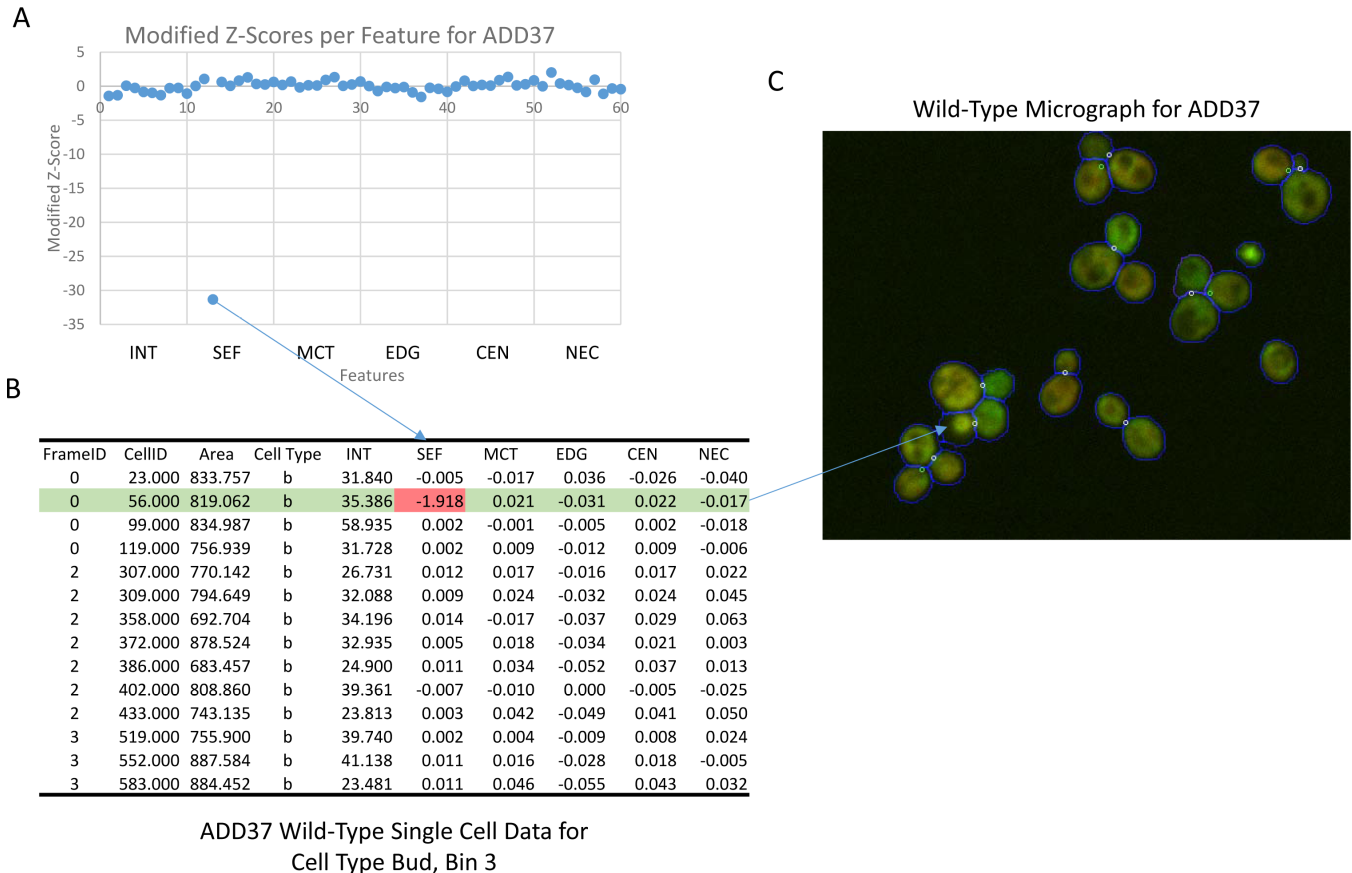 A
Modified Z-Scores per Feature for ADD37
5
0
-5
-10
-15
-20
-25
-30
-35
0 10 20 30 40 50 60
Modified Z-Score
INT SEF MCT EDG CEN NEC
Features
B
FrameID CellID Area Cell Type INT SEF MCT EDG CEN NEC
0 23.000 833.757 b 31.840 -0.005 -0.017 0.036 -0.026 -0.040
0 56.000 819.062 b 35.386 -1.918 0.021 -0.031 0.022 -0.017
0 99.000 834.987 b 58.935 0.002 -0.001 -0.005 0.002 -0.018
0 119.000 756.939 b 31.728 0.002 0.009 -0.012 0.009 -0.006
2 307.000 770.142 b 26.731 0.012 0.017 -0.016 0.017 0.022
2 309.000 794.649 b 32.088 0.009 0.024 -0.032 0.024 0.045
2 358.000 692.704 b 34.196 0.014 -0.017 -0.037 0.029 0.063
2 372.000 878.524 b 32.935 0.005 0.018 -0.034 0.021 0.003
2 386.000 683.457 b 24.900 0.011 0.034 -0.052 0.037 0.013
2 402.000 808.860 b 39.361 -0.007 -0.010 0.000 -0.005 -0.025
2 433.000 743.135 b 23.813 0.003 0.042 -0.049 0.041 0.050
3 519.000 755.900 b 39.740 0.002 0.004 -0.009 0.008 0.024
3 552.000 887.584 b 41.138 0.011 0.016 -0.028 0.018 -0.005
3 583.000 884.452 b 23.481 0.011 0.046 -0.055 0.043 0.032
ADD37 Wild-Type Single Cell Data for
Cell Type Bud, Bin 3
C
Wild-Type Micrograph for ADD37